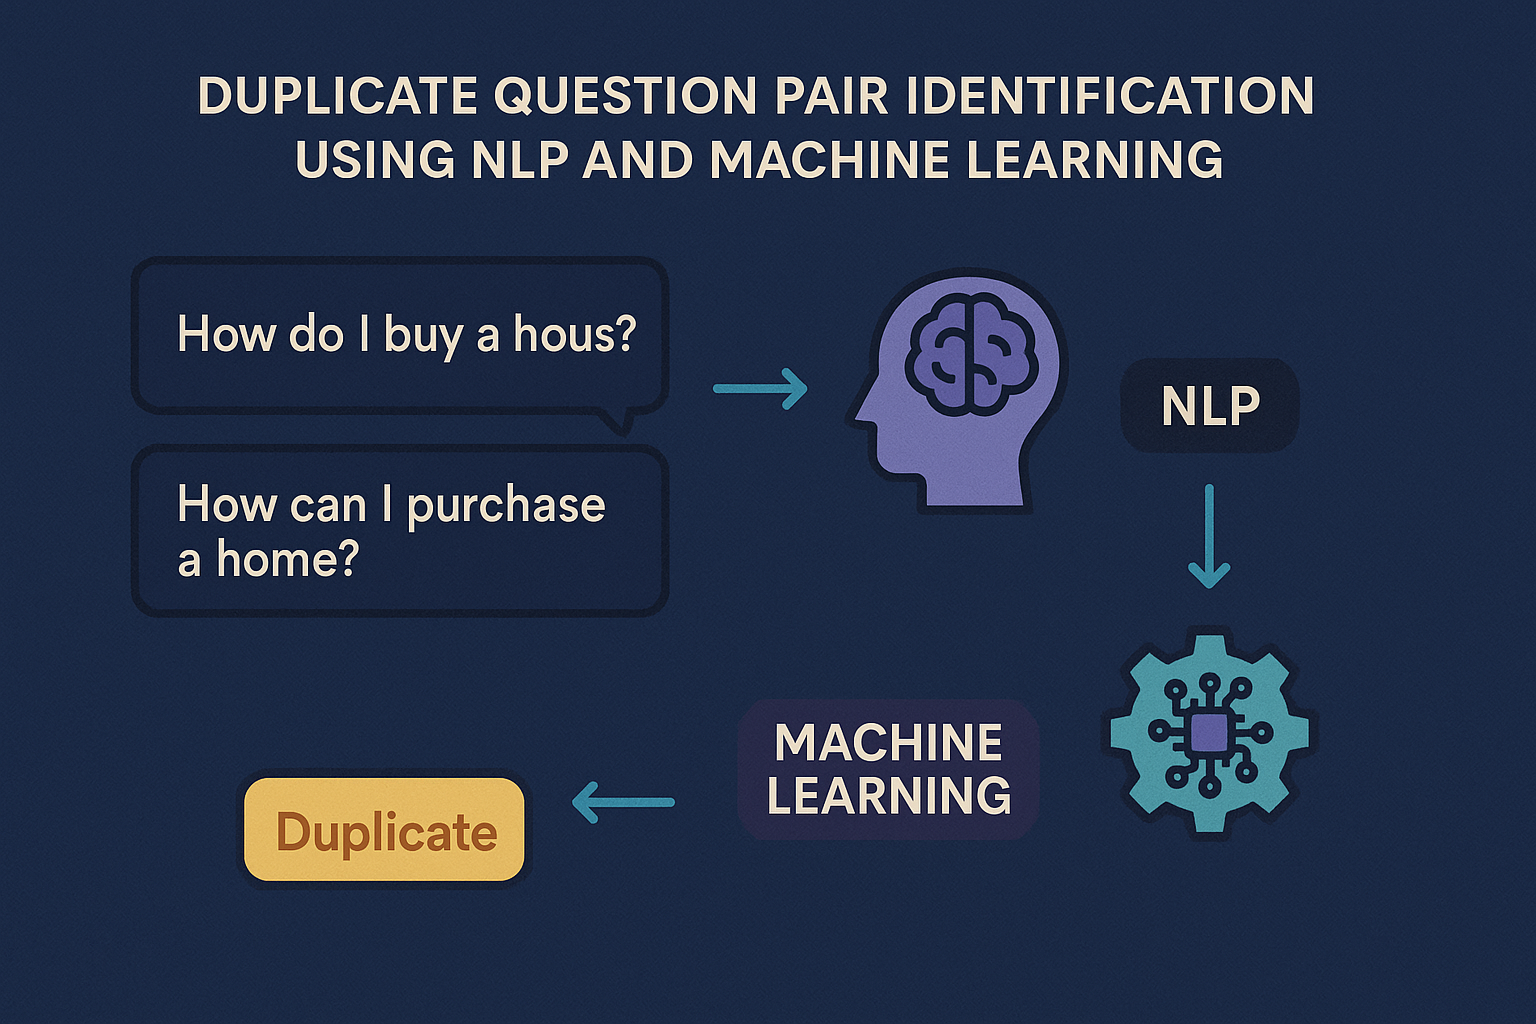 DUPLICATE QUESTION PAIR IDENTIFICATION
USING NLP AND MACHINE LEARNING
How do I buy a hous?
How can I purchase
a home?
NLP
MACHINE
LEARNING
Duplicate